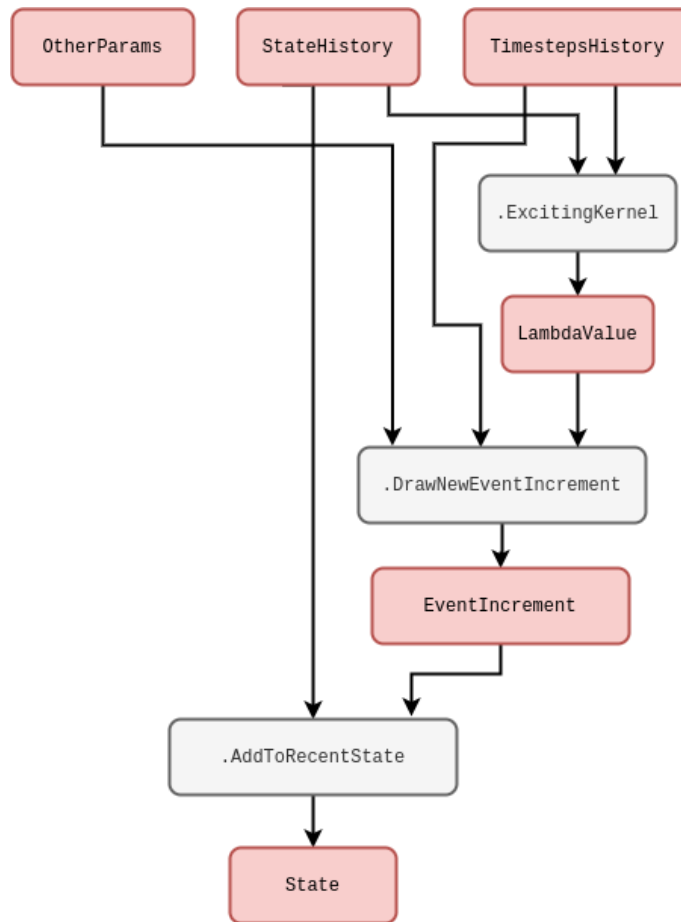 OtherParams
StateHistory
TimestepsHistory
.ExcitingKernel
LambdaValue
.DrawNewEventIncrement
EventIncrement
.AddToRecentState
State